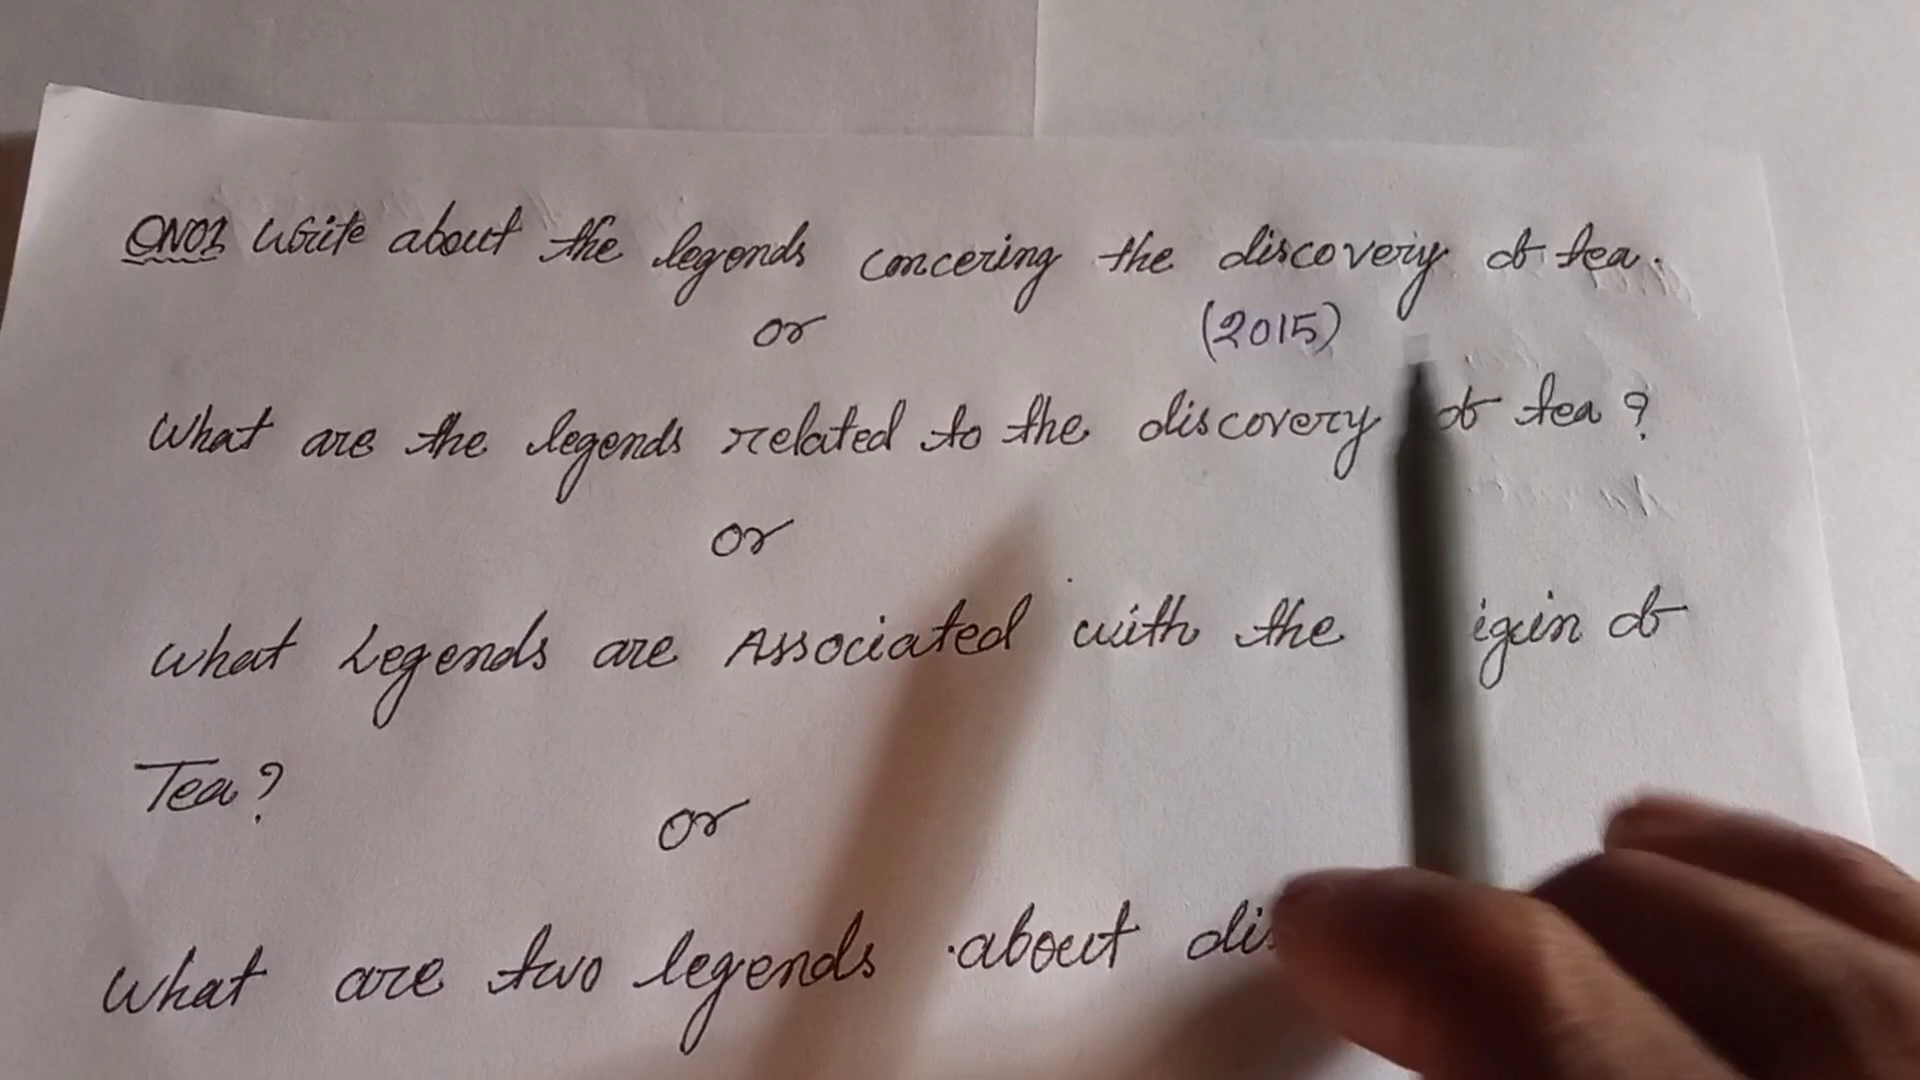 QNO1 Write about the legends concering the discovery of tea.
or (2015)
What are the legends related to the discovery of tea?
or
What Legends are Associated with the of
Tea?
or
What are two legends about